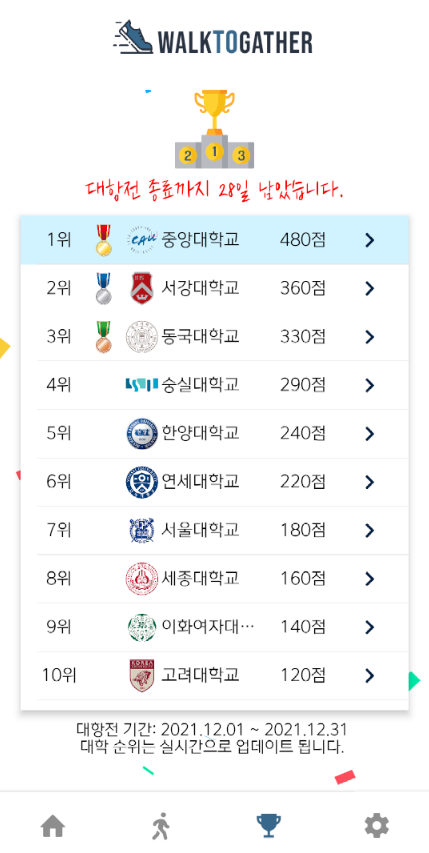 WALKTOGATHER
2 1 3
대항전 종료까지 28일 남았습니다.
1위 CAU 중앙대학교 480점
2위 서강대학교 360점
3위 동국대학교 330점
4위 숭실대학교 290점
5위 한양대학교 240점
6위 연세대학교 220점
7위 서울대학교 180점
8위 세종대학교 160점
9위 이화여자대…  140점
10위 KOREA 고려대학교 120점
대항전 기간: 2021.12.01 ~ 2021.12.31
대학 순위는 실시간으로 업데이트 됩니다.